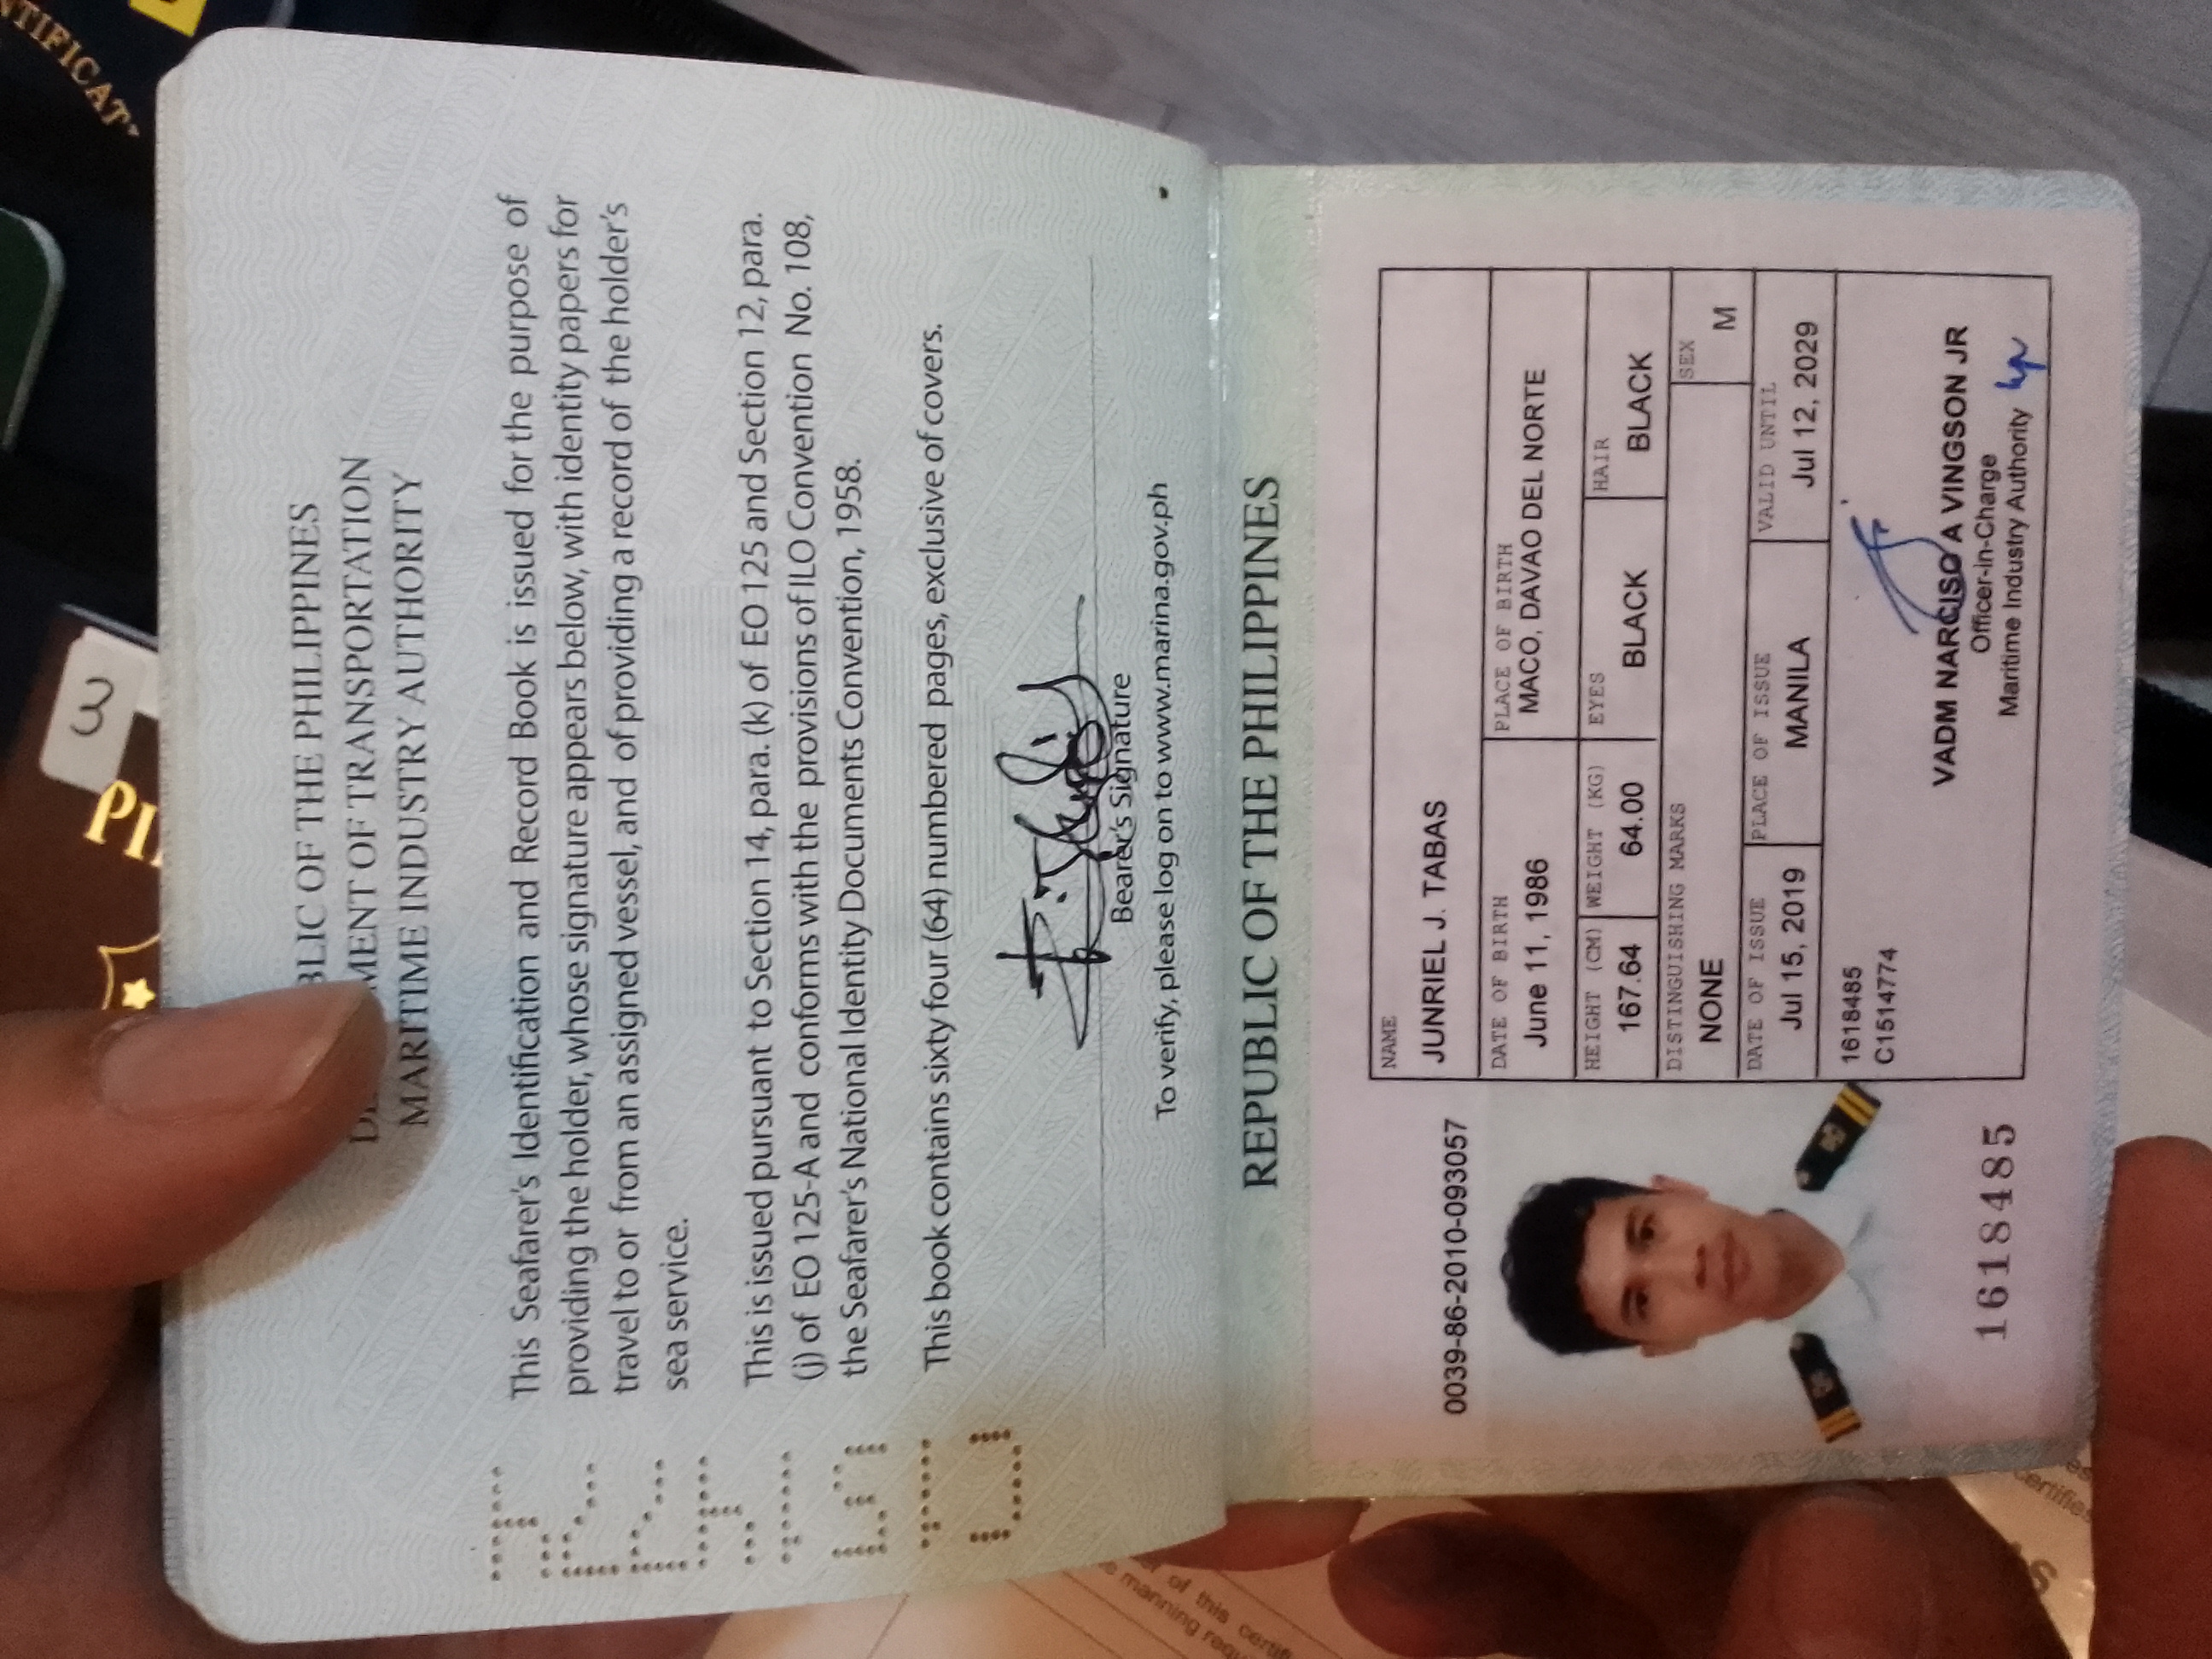 NTIFICAT
3
PI
BLIC OF THE PHILIPPINES
MENT OF TRANSPORTATION
MARITIME INDUSTRY AUTHORITY
This Seafarer's Identification and Record Book is issued for the purpose of
providing the holder, whose signature appears below, with identity papers for
travel to or from an assigned vessel, and of providing a record of the holder's
sea service.
This is issued pursuant to Section 14, para. (k) of EO 125 and Section 12, para.
(j) of EO 125-A and conforms with the provisions of ILO Convention No. 108,
the Seafarer's National Identity Documents Convention, 1958.
This book contains sixty four (64) numbered pages, exclusive of covers.
Bearer's Signature
To verify, please log on to www.marina.gov.ph
REPUBLIC OF THE PHILIPPINES
0039-86-2010-093057
NAME
JUNRIEL J. TABAS
DATE OF BIRTH PLACE OF BIRTH
June 11, 1986 MACO, DAVAO DEL NORTE
HEIGHT (CM) WEIGHT (KG) EYES HAIR
167.64 64.00 BLACK BLACK
DISTINGUISHING MARKS SEX
NONE M
DATE OF ISSUE PLACE OF ISSUE VALID UNTIL
Jul 15, 2019 MANILA Jul 12, 2029
1618485
C1514774
VADM NARCISO A VINGSON JR
Officer-in-Charge
Maritime Industry Authority
1618485
of this certifi
manning requ
certifies